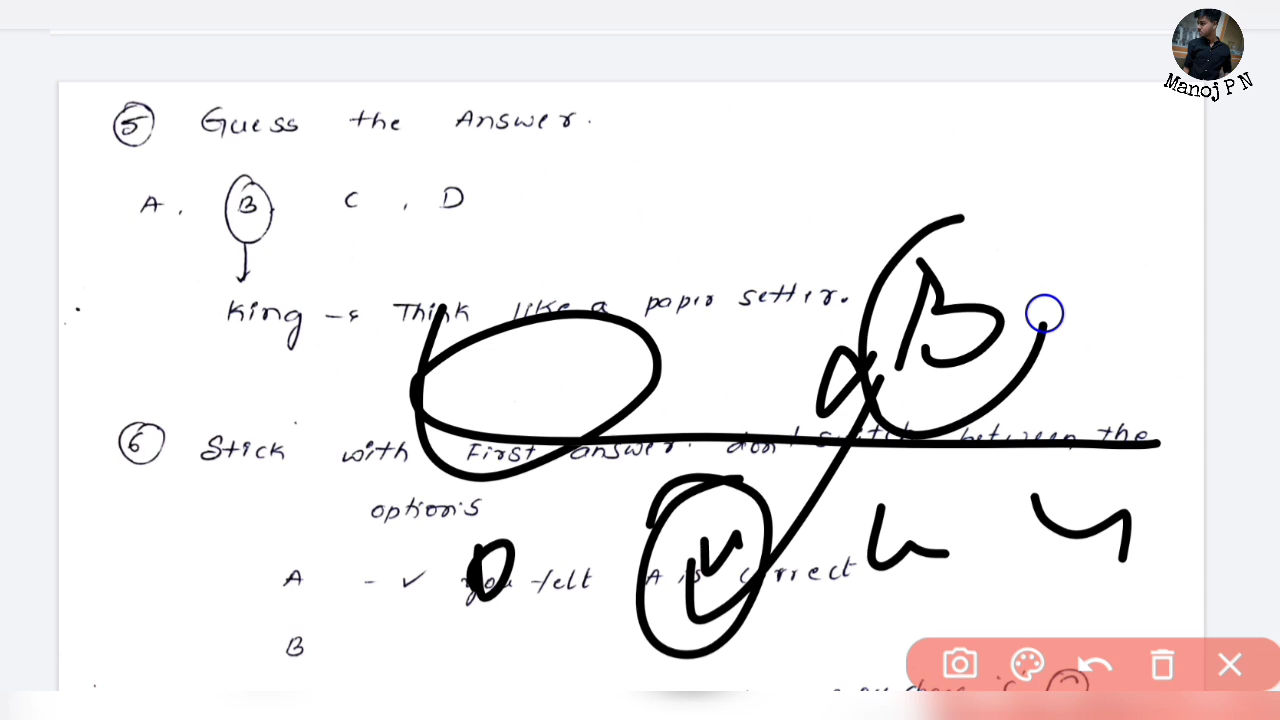 Manoj P N
⑤ Guess the Answer.
A. B C , D
King → Think like a paper setter.
B
⑥ Stick with First answer. don't switch between the
options
A - ✓ you felt A is correct
B